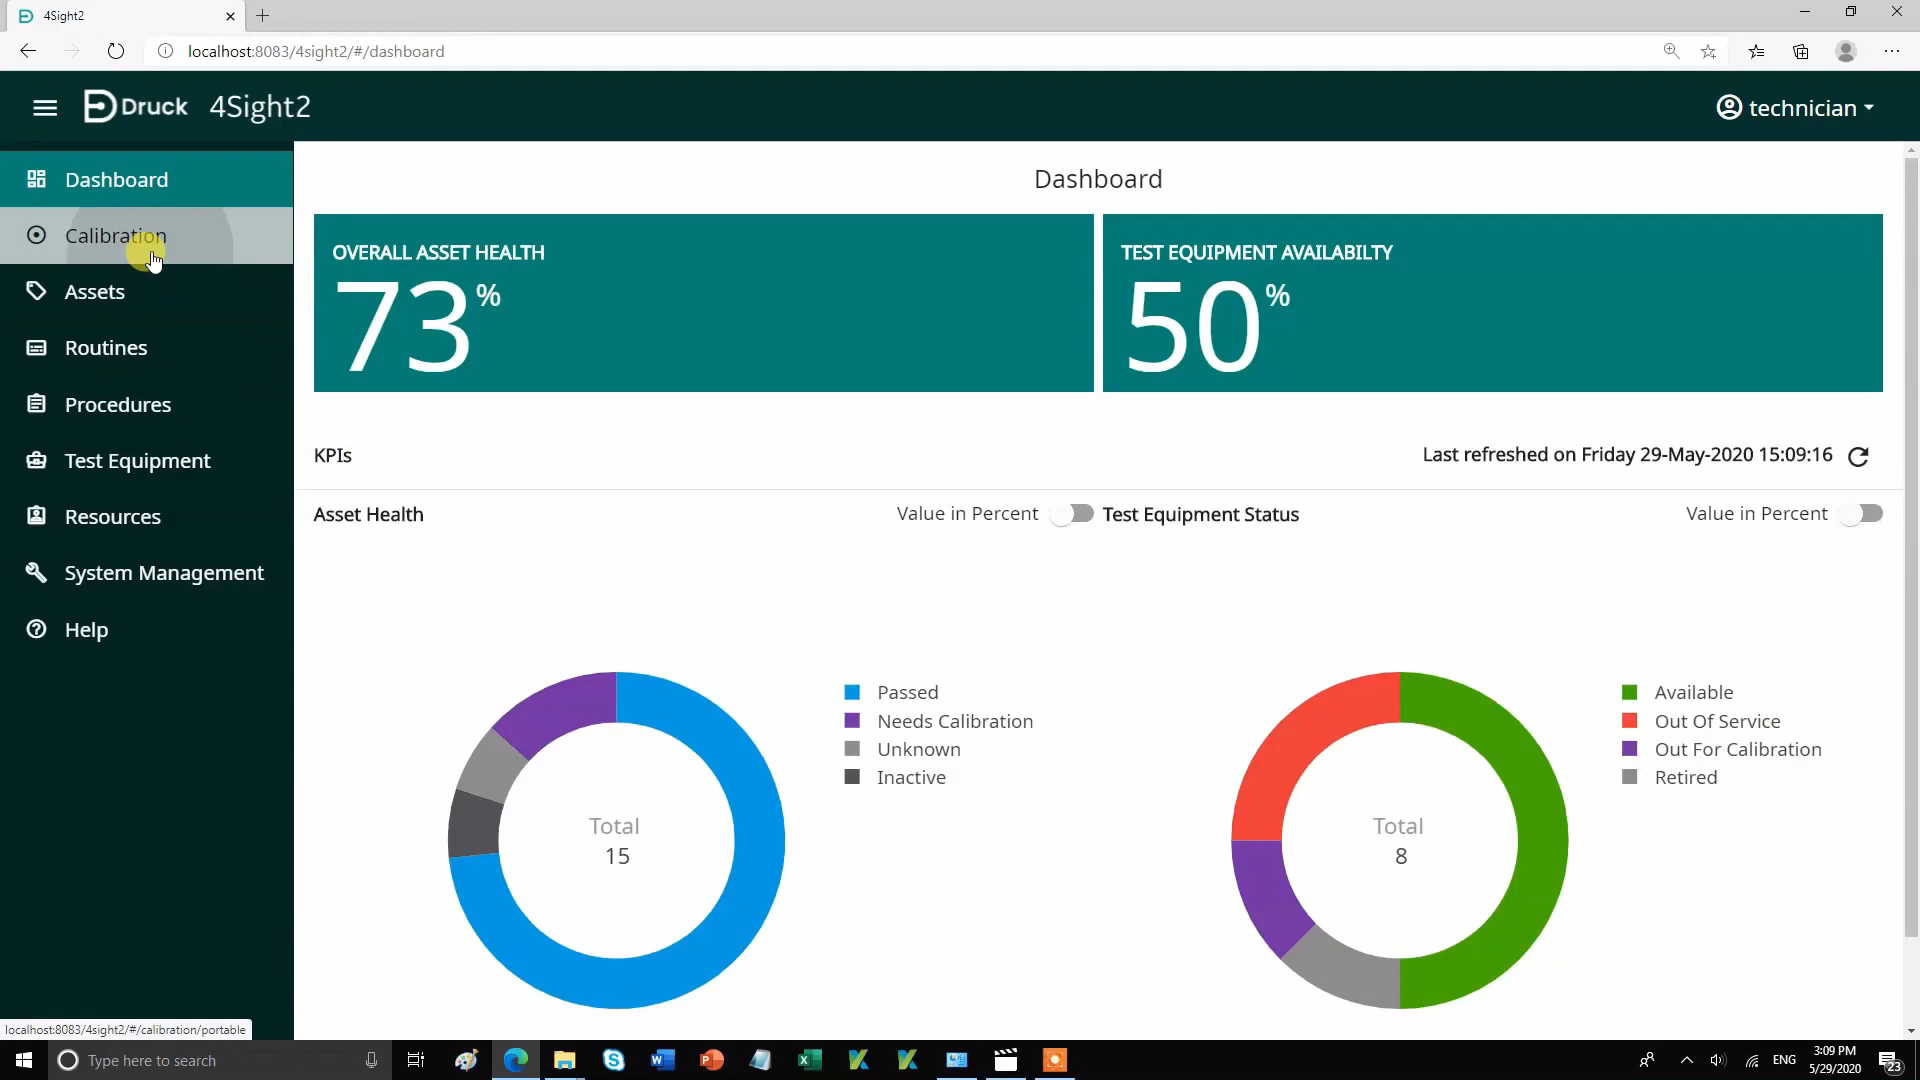 4Sight2
localhost:8083/4sight2/#/dashboard
Druck 4Sight2
technician
Dashboard
Calibration
Assets
Routines
Procedures
Test Equipment
Resources
System Management
Help
Dashboard
OVERALL ASSET HEALTH
73%
TEST EQUIPMENT AVAILABILTY
50%
KPIs
Last refreshed on Friday 29-May-2020 15:09:16
Asset Health
Value in Percent
Test Equipment Status
Value in Percent
Total
15
Passed
Needs Calibration
Unknown
Inactive
Total
8
Available
Out Of Service
Out For Calibration
Retired
localhost:8083/4sight2/#/calibration/portable
Type here to search
ENG
3:09 PM
5/29/2020
23